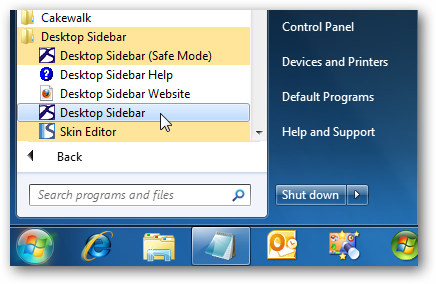 Cakewalk
Desktop Sidebar
Desktop Sidebar (Safe Mode)
Desktop Sidebar Help
Desktop Sidebar Website
Desktop Sidebar
Skin Editor
Back
Search programs and files
Control Panel
Devices and Printers
Default Programs
Help and Support
Shut down